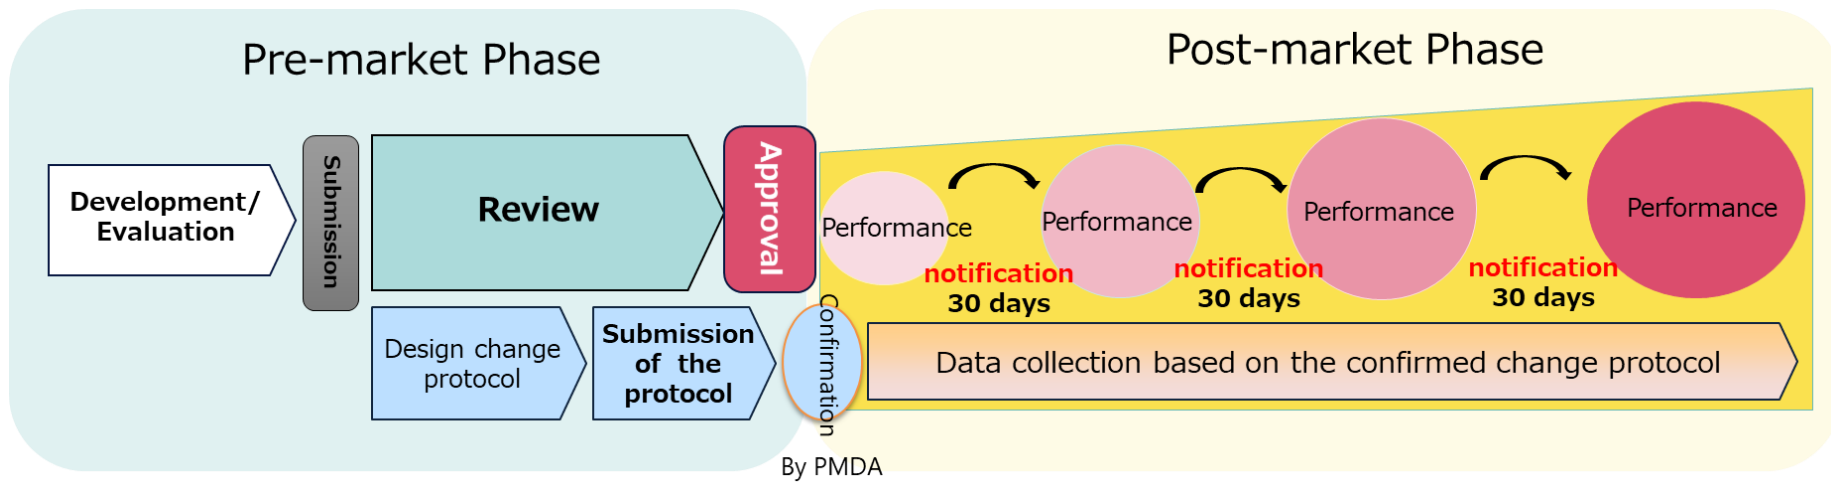 Pre-market Phase
Development/
Evaluation
Submission
Review
Approval
Design change
protocol
Submission
of the
protocol
Confirmation
By PMDA
Post-market Phase
Performance
notification
30 days
Performance
notification
30 days
Performance
notification
30 days
Performance
Data collection based on the confirmed change protocol